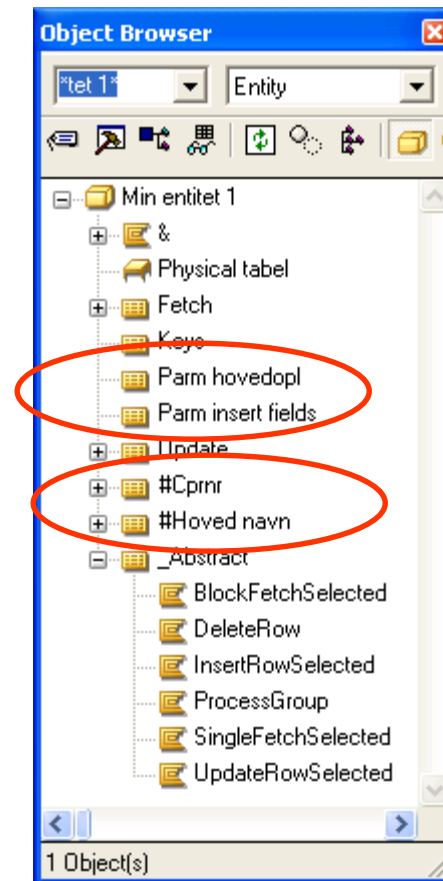 Object Browser
*tet 1* Entity
Min entitet 1
&
Physical tabel
Fetch
Keys
Parm hovedopl
Parm insert fields
Update
#Cprnr
#Hoved navn
_Abstract
BlockFetchSelected
DeleteRow
InsertRowSelected
ProcessGroup
SingleFetchSelected
UpdateRowSelected
1 Object(s)